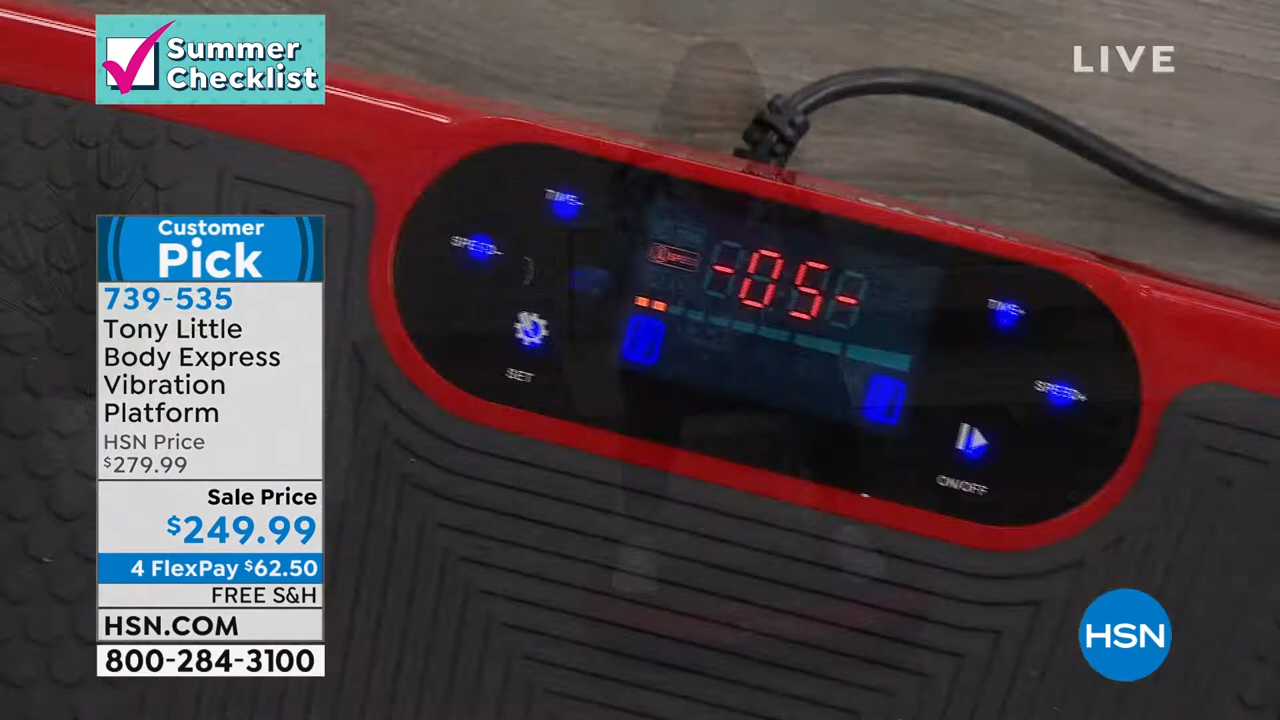 Summer
Checklist
LIVE
Customer
Pick
739-535
Tony Little
Body Express
Vibration
Platform
HSN Price
$279.99
Sale Price
$249.99
4 FlexPay $62.50
FREE S&H
HSN.COM
800-284-3100
TIME-
SPEED-
SET
SPEED
-05-
TIME+
SPEED+
ON/OFF
HSN